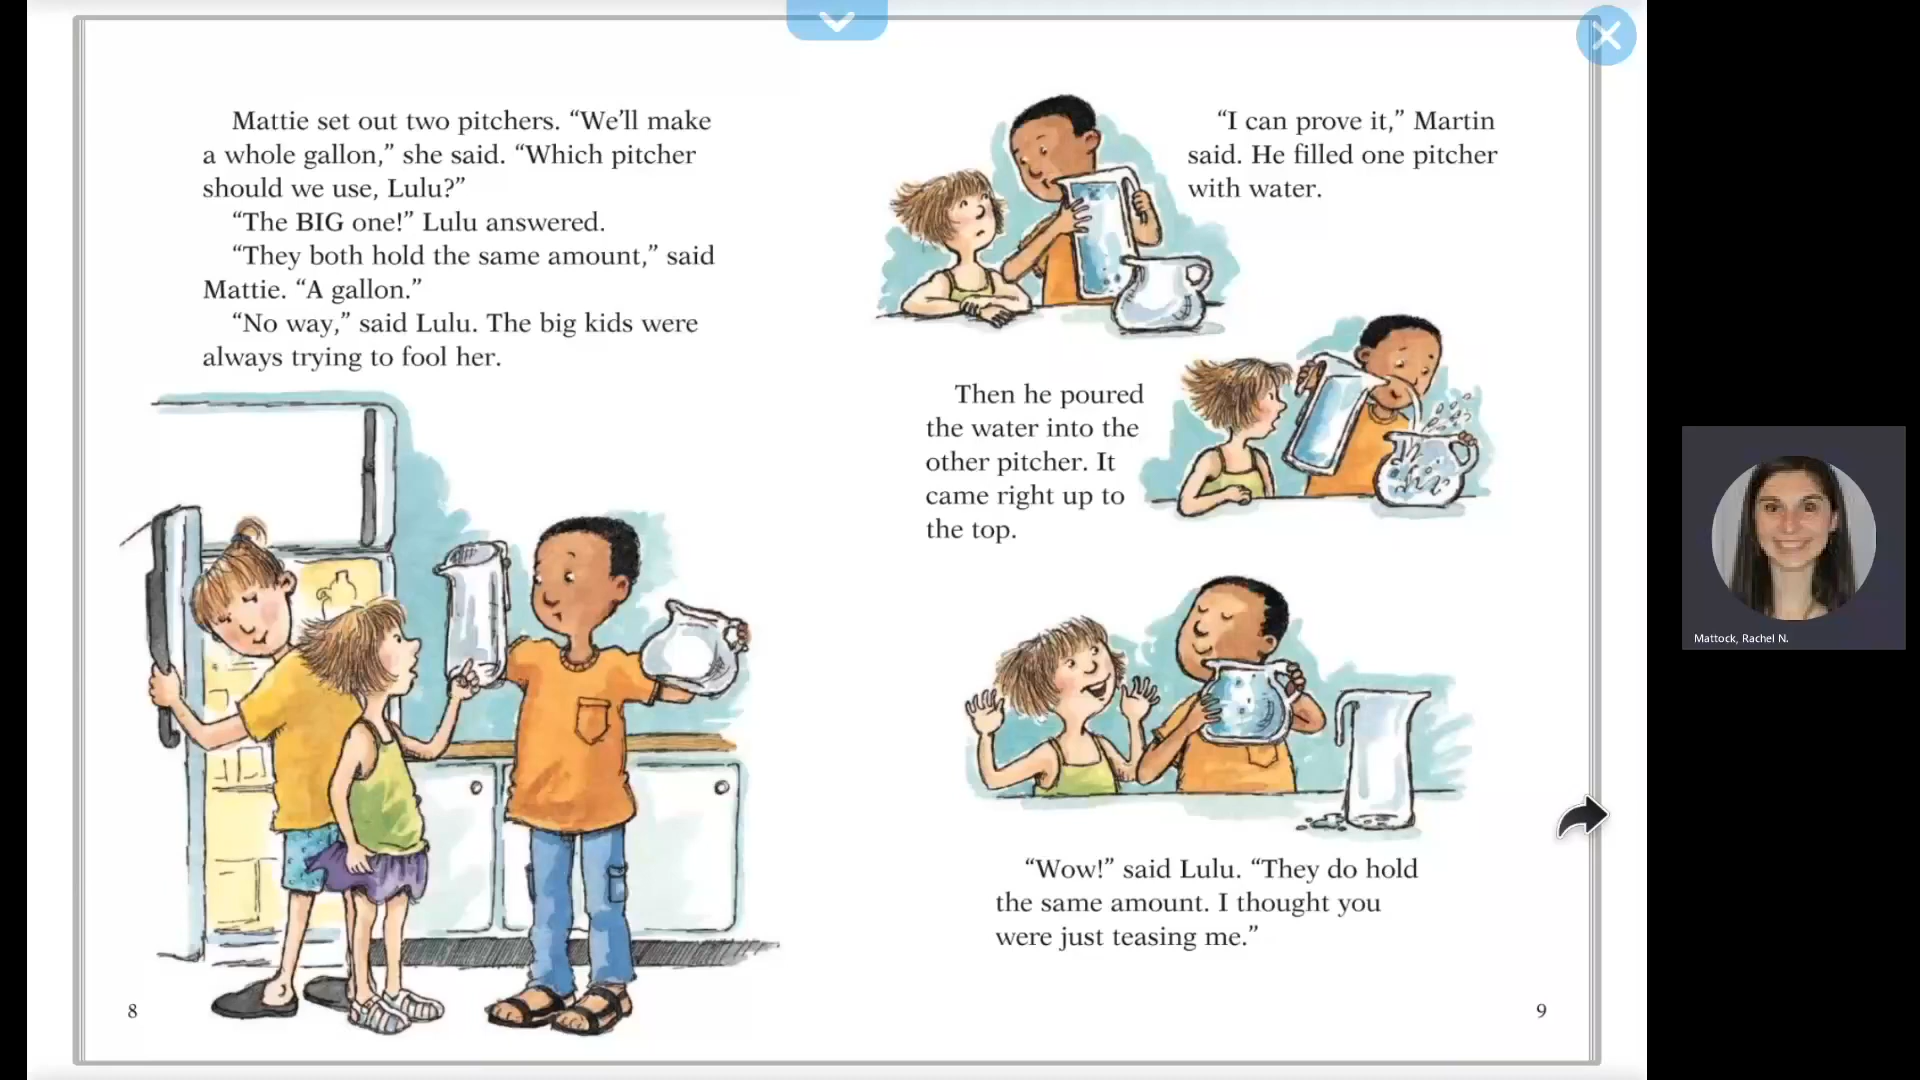 Mattie set out two pitchers. “We’ll make
a whole gallon,” she said. “Which pitcher
should we use, Lulu?”
“The BIG one!” Lulu answered.
“They both hold the same amount,” said
Mattie. “A gallon.”
“No way,” said Lulu. The big kids were
always trying to fool her.
8
“I can prove it,” Martin
said. He filled one pitcher
with water.
Then he poured
the water into the
other pitcher. It
came right up to
the top.
“Wow!” said Lulu. “They do hold
the same amount. I thought you
were just teasing me.”
9
Mattock, Rachel N.